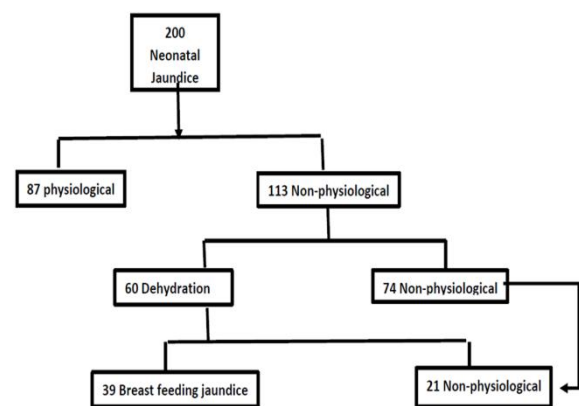 200
Neonatal
Jaundice
87 physiological
113 Non-physiological
60 Dehydration
74 Non-physiological
39 Breast feeding jaundice
21 Non-physiological